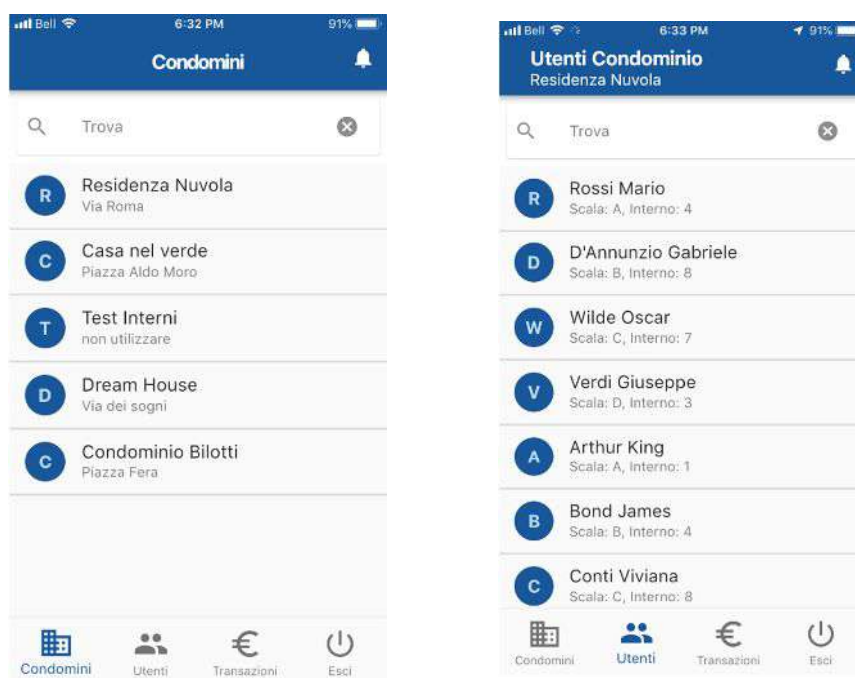 Bell 6:32 PM 91%
Condomini
Trova
R Residenza Nuvola
Via Roma
C Casa nel verde
Piazza Aldo Moro
T Test Interni
non utilizzare
D Dream House
Via dei sogni
C Condominio Bilotti
Piazza Fera
Condomini Utenti Transazioni Esci
Bell 6:33 PM 91%
Utenti Condominio
Residenza Nuvola
Trova
R Rossi Mario
Scala: A, Interno: 4
D D'Annunzio Gabriele
Scala: B, Interno: 8
W Wilde Oscar
Scala: C, Interno: 7
V Verdi Giuseppe
Scala: D, Interno: 3
A Arthur King
Scala: A, Interno: 1
B Bond James
Scala: B, Interno: 4
C Conti Viviana
Scala: C, Interno: 8
Condomini Utenti Transazioni Esci